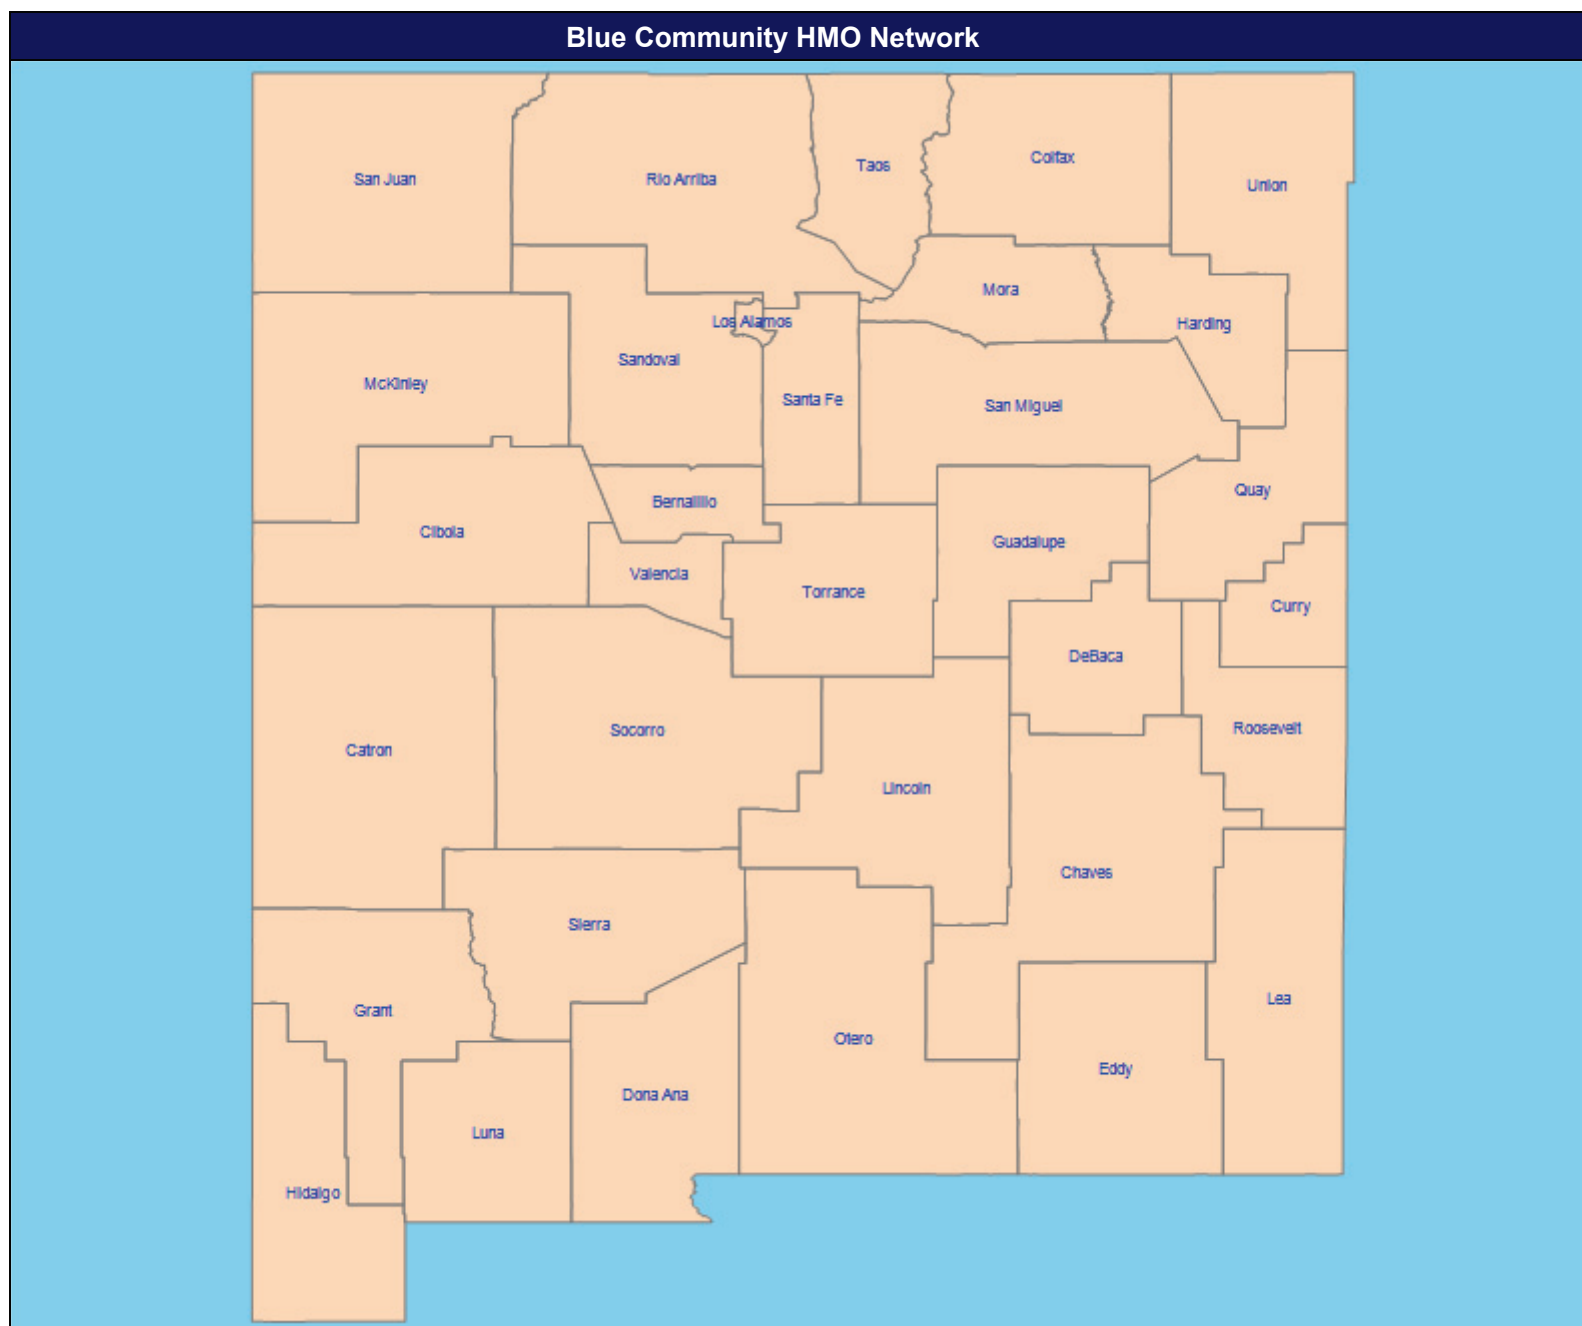 Blue Community HMO Network
San Juan
Rio Arriba
Taos
Colfax
Union
Mora
Los Alamos
Harding
Sandoval
McKinley
Santa Fe
San Miguel
Quay
Bernalillo
Cibola
Guadalupe
Valencia
Torrance
Curry
DeBaca
Roosevelt
Socorro
Catron
Lincoln
Chaves
Sierra
Lea
Grant
Otero
Eddy
Dona Ana
Luna
Hidalgo